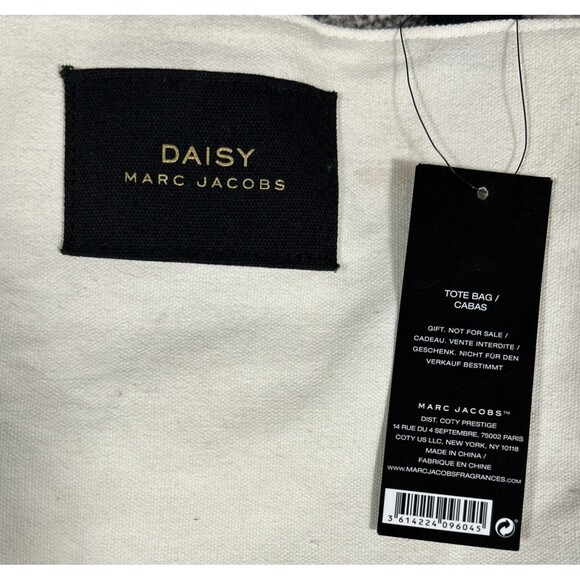 DAISY
MARC JACOBS
TOTE BAG /
CABAS
GIFT. NOT FOR SALE /
CADEAU. VENTE INTERDITE /
GESCHENK. NICHT FÜR DEN
VERKAUF BESTIMMT
MARC JACOBS™
DIST. COTY PRESTIGE
14 RUE DU 4 SEPTEMBRE, 75002 PARIS
COTY US LLC, NEW YORK, NY 10118
MADE IN CHINA /
FABRIQUE EN CHINE
WWW.MARCJACOBSFRAGRANCES.COM
3 614224 096045